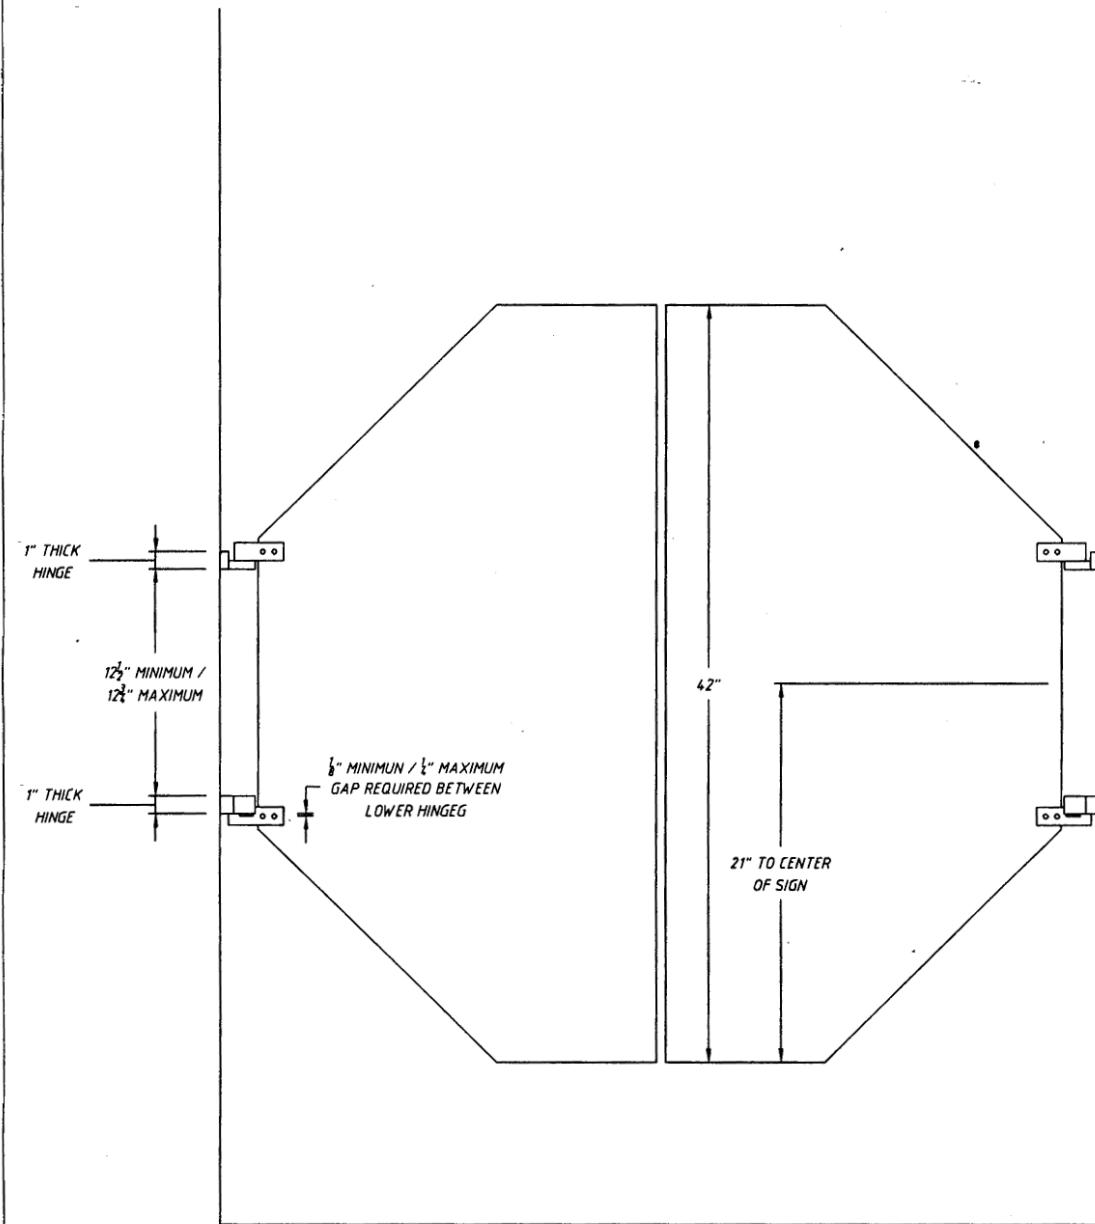 1" THICK
HINGE
12½" MINIMUM /
12¾" MAXIMUM
1" THICK
HINGE
⅛" MINIMUN / ¼" MAXIMUM
GAP REQUIRED BETWEEN
LOWER HINGEG
42"
21" TO CENTER
OF SIGN